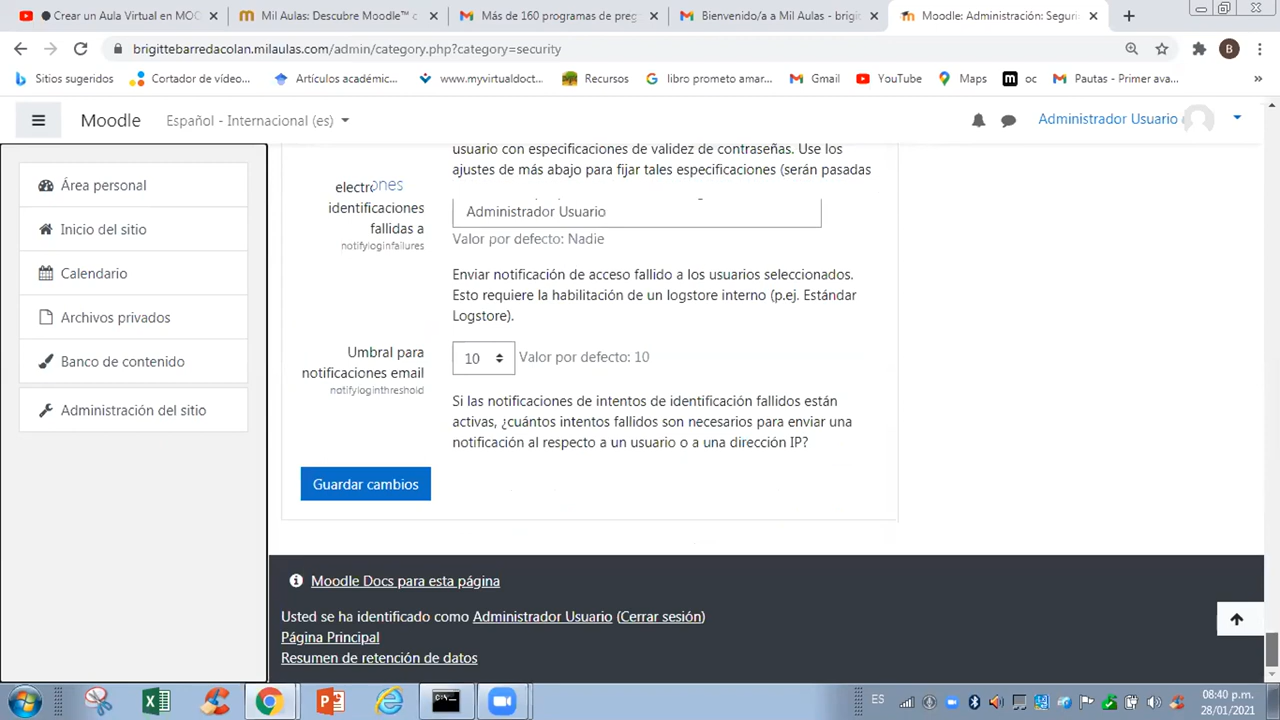 Crear un Aula Virtual en MOO
Mil Aulas: Descubre Moodle™ c
Más de 160 programas de preg
Bienvenido/a a Mil Aulas - brigit
Moodle: Administración: Seguri
brigittebarredacolan.milaulas.com/admin/category.php?category=security
B
Sitios sugeridos
Cortador de vídeo...
Artículos académic...
www.myvirtualdoct...
Recursos
libro prometo amar...
Gmail
YouTube
Maps
oc
Pautas - Primer ava...
»
Moodle
Español - Internacional (es)
Administrador Usuario
Área personal
Inicio del sitio
Calendario
Archivos privados
Banco de contenido
Administración del sitio
usuario con especificaciones de validez de contraseñas. Use los
ajustes de más abajo para fijar tales especificaciones (serán pasadas
identificaciones
fallidas a
notifyloginfailures
Administrador Usuario
Valor por defecto: Nadie
Enviar notificación de acceso fallido a los usuarios seleccionados.
Esto requiere la habilitación de un logstore interno (p.ej. Estándar
Logstore).
Umbral para
notificaciones email
notifyloginthreshold
10
Valor por defecto: 10
Si las notificaciones de intentos de identificación fallidos están
activas, ¿cuántos intentos fallidos son necesarios para enviar una
notificación al respecto a un usuario o a una dirección IP?
Guardar cambios
Moodle Docs para esta página
Usted se ha identificado como Administrador Usuario (Cerrar sesión)
Página Principal
Resumen de retención de datos
ES
08:40 p.m.
28/01/2021